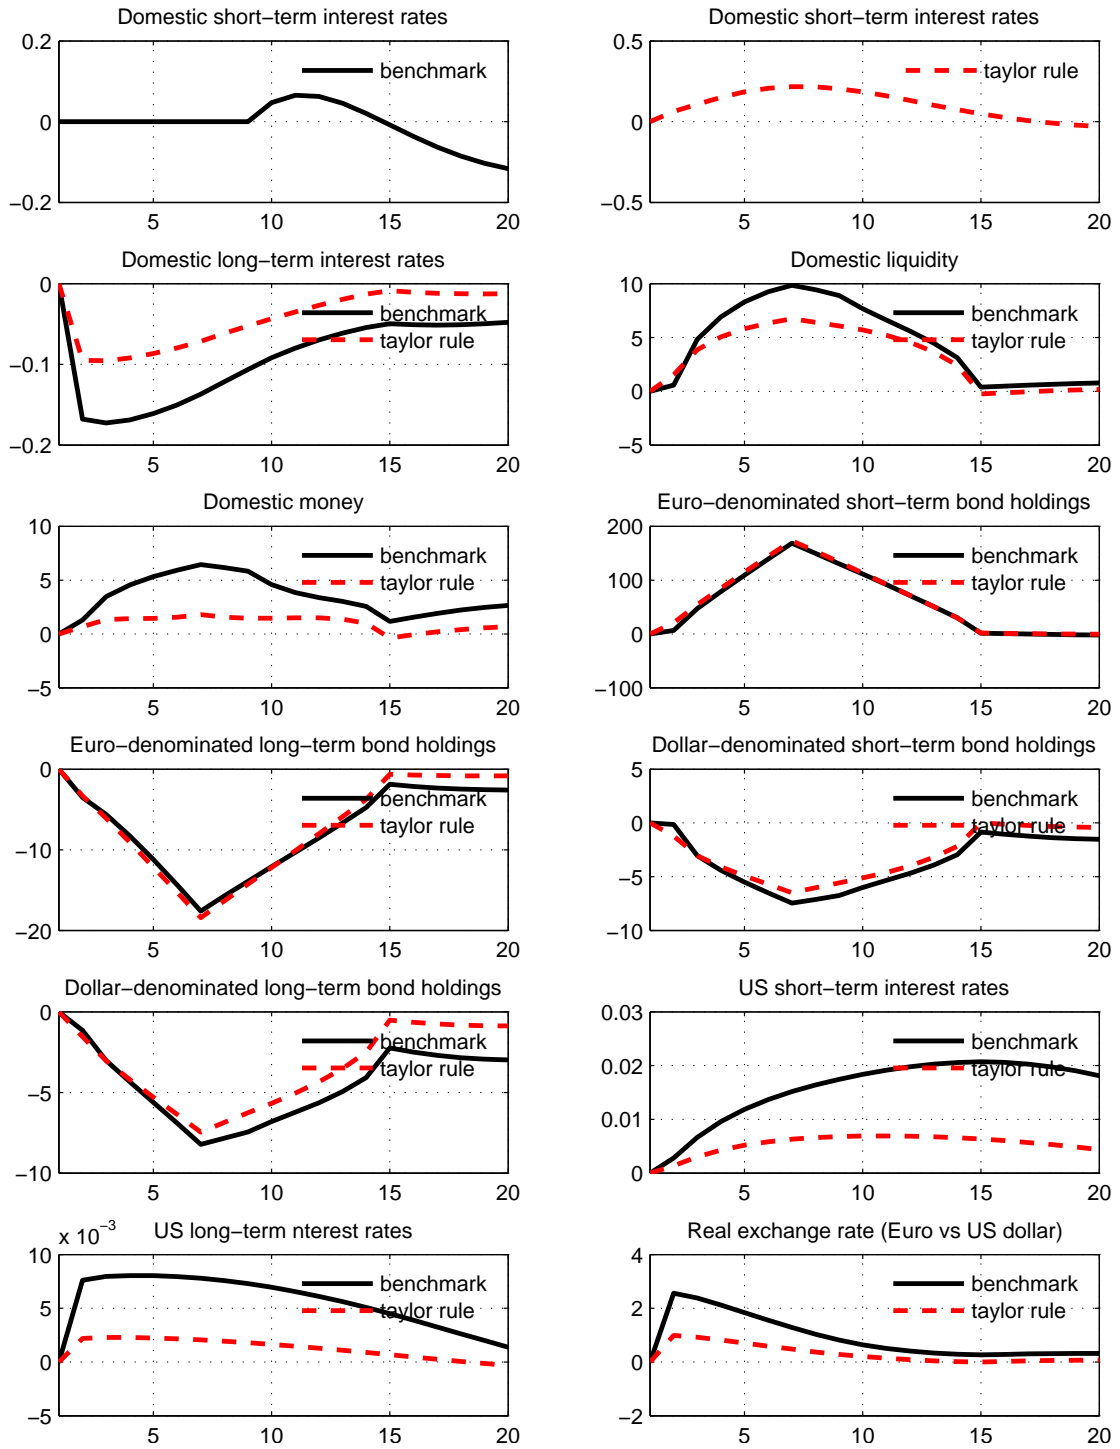 Domestic short−term interest rates
0.2
0
−0.2
benchmark
5
10
15
20
Domestic short−term interest rates
0.5
0
−0.5
taylor rule
5
10
15
20
Domestic long−term interest rates
0
−0.1
−0.2
benchmark
taylor rule
5
10
15
20
Domestic liquidity
10
5
0
−5
benchmark
taylor rule
5
10
15
20
Domestic money
10
5
0
−5
benchmark
taylor rule
5
10
15
20
Euro−denominated short−term bond holdings
200
100
0
−100
benchmark
taylor rule
5
10
15
20
Euro−denominated long−term bond holdings
0
−10
−20
benchmark
taylor rule
5
10
15
20
Dollar−denominated short−term bond holdings
5
0
−5
−10
benchmark
taylor rule
5
10
15
20
Dollar−denominated long−term bond holdings
0
−5
−10
benchmark
taylor rule
5
10
15
20
US short−term interest rates
0.03
0.02
0.01
0
benchmark
taylor rule
5
10
15
20
x 10−3
US long−term nterest rates
10
5
0
−5
benchmark
taylor rule
5
10
15
20
Real exchange rate (Euro vs US dollar)
4
2
0
−2
benchmark
taylor rule
5
10
15
20